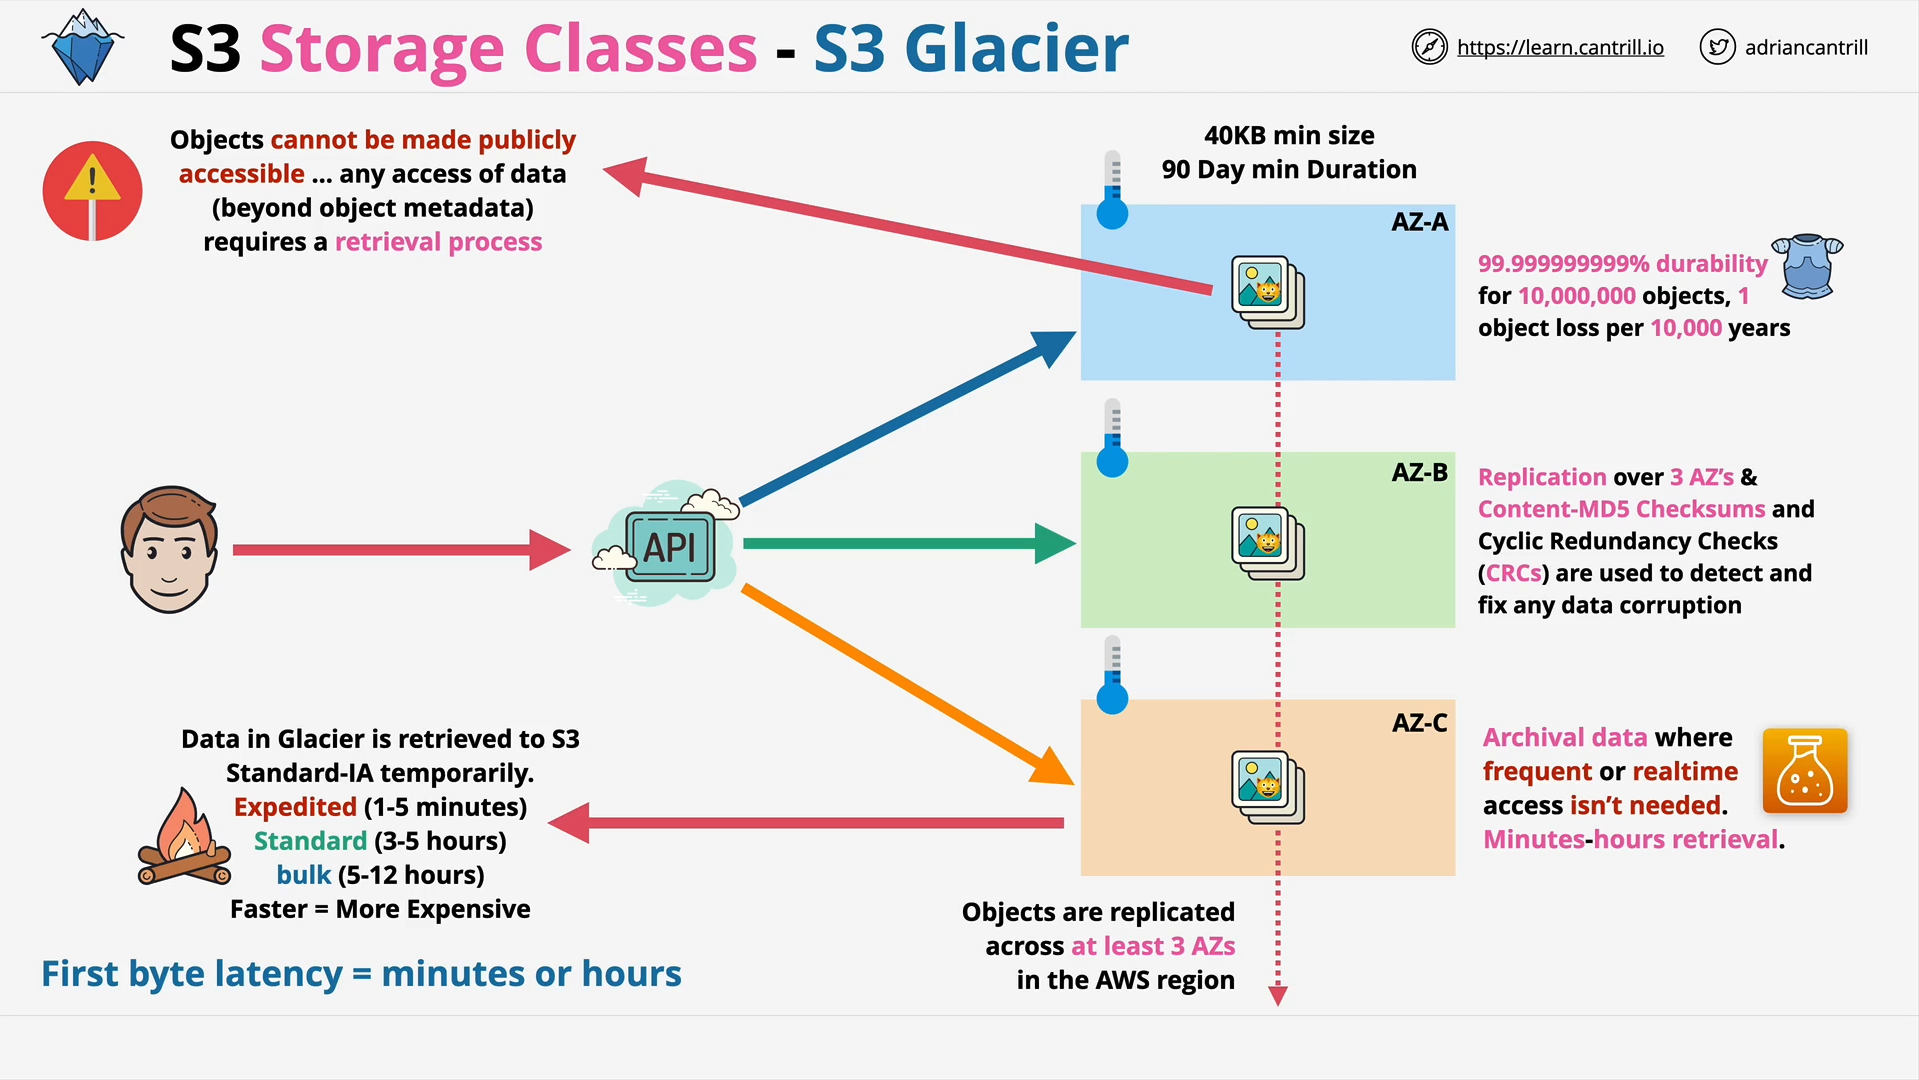 S3 Storage Classes - S3 Glacier
https://learn.cantrill.io
adriancantrill
Objects cannot be made publicly
accessible ... any access of data
(beyond object metadata)
requires a retrieval process
40KB min size
90 Day min Duration
AZ-A
99.999999999% durability
for 10,000,000 objects, 1
object loss per 10,000 years
API
AZ-B
Replication over 3 AZ's &
Content-MD5 Checksums and
Cyclic Redundancy Checks
(CRCs) are used to detect and
fix any data corruption
Data in Glacier is retrieved to S3
Standard-IA temporarily.
Expedited (1-5 minutes)
Standard (3-5 hours)
bulk (5-12 hours)
Faster = More Expensive
First byte latency = minutes or hours
AZ-C
Archival data where
frequent or realtime
access isn't needed.
Minutes-hours retrieval.
Objects are replicated
across at least 3 AZs
in the AWS region